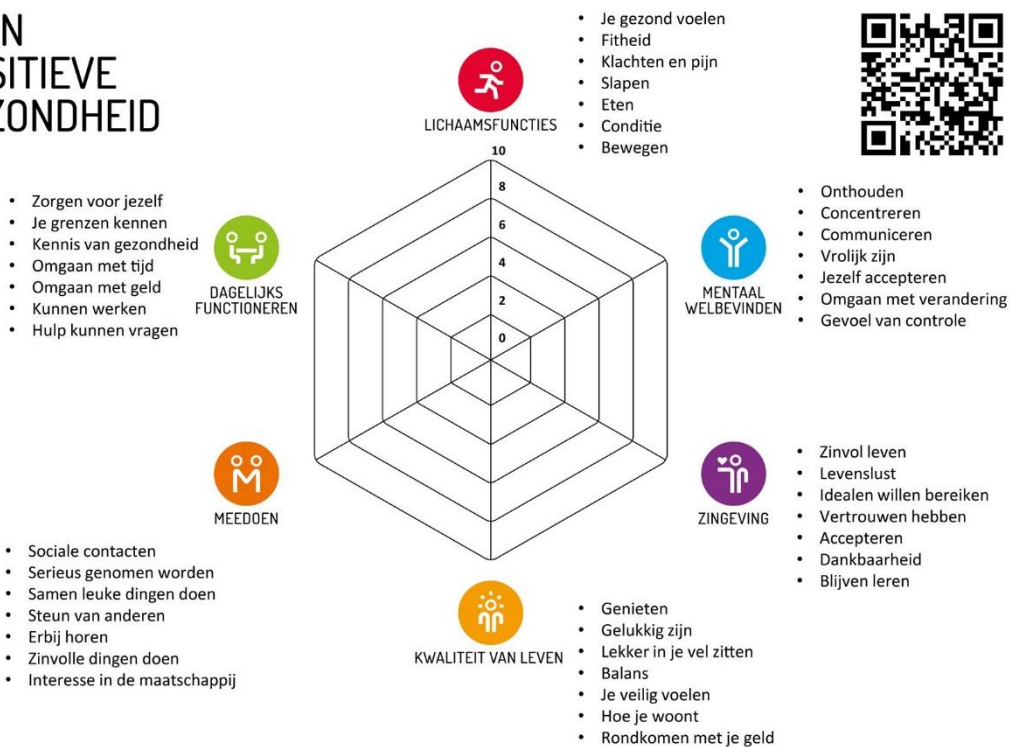 N
SITIEVE
ZONDHEID
LICHAAMSFUNCTIES
• Je gezond voelen
• Fitheid
• Klachten en pijn
• Slapen
• Eten
• Conditie
• Bewegen
10
8
6
4
2
0
MENTAAL
WELBEVINDEN
• Onthouden
• Concentreren
• Communiceren
• Vrolijk zijn
• Jezelf accepteren
• Omgaan met verandering
• Gevoel van controle
ZINGEVING
• Zinvol leven
• Levenslust
• Idealen willen bereiken
• Vertrouwen hebben
• Accepteren
• Dankbaarheid
• Blijven leren
KWALITEIT VAN LEVEN
• Genieten
• Gelukkig zijn
• Lekker in je vel zitten
• Balans
• Je veilig voelen
• Hoe je woont
• Rondkomen met je geld
MEEDOEN
• Sociale contacten
• Serieus genomen worden
• Samen leuke dingen doen
• Steun van anderen
• Erbij horen
• Zinvolle dingen doen
• Interesse in de maatschappij
DAGELIJKS
FUNCTIONEREN
• Zorgen voor jezelf
• Je grenzen kennen
• Kennis van gezondheid
• Omgaan met tijd
• Omgaan met geld
• Kunnen werken
• Hulp kunnen vragen